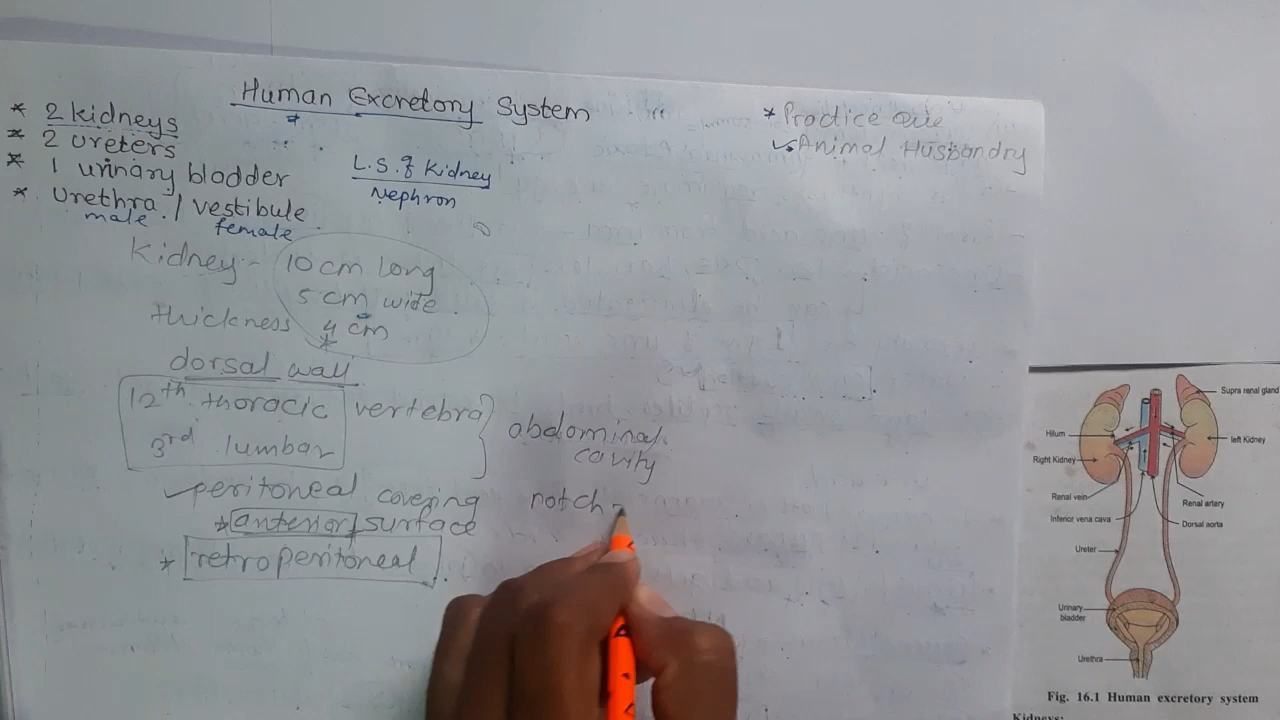 Human Excretory System
* 2 kidneys
* 2 ureters
* 1 urinary bladder
* Urethra / vestibule
male female
L.S. of Kidney
Nephron
* Practice Que
↳ Animal Husbandry
Kidney - 10 cm long
5 cm wide
thickness 4 cm
*
dorsal wall
12th thoracic vertebra
3rd lumbar
abdominal
cavity
✓peritoneal covering
*anterior surface
* retroperitoneal.
notch -
Supra renal gland
Hilum
left Kidney
Right Kidney
Renal vein
Renal artery
Inferior vena cava
Dorsal aorta
Ureter
Urinary
bladder
Urethra
Fig. 16.1 Human excretory system
Kidneys: